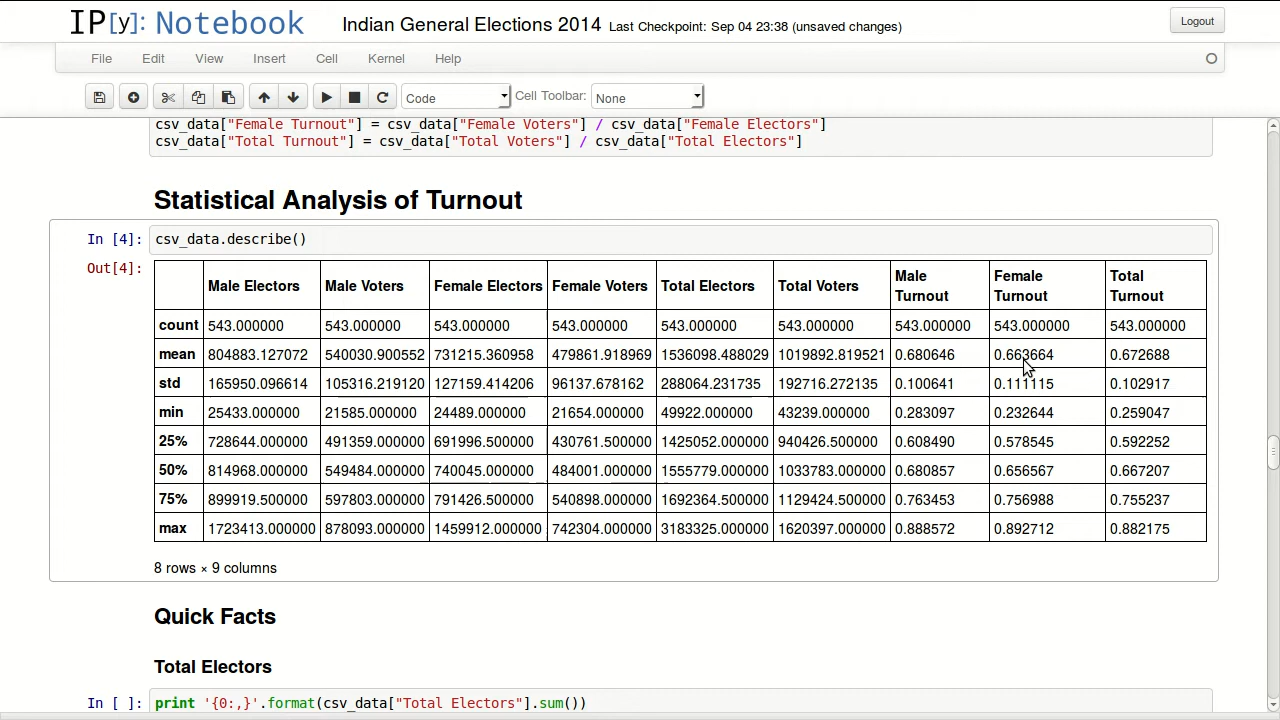 IP[y]: Notebook Indian General Elections 2014 Last Checkpoint: Sep 04 23:38 (unsaved changes) Logout
File Edit View Insert Cell Kernel Help
Code Cell Toolbar: None
csv_data["Female Turnout"] = csv_data["Female Voters"] / csv_data["Female Electors"]
csv_data["Total Turnout"] = csv_data["Total Voters"] / csv_data["Total Electors"]
Statistical Analysis of Turnout
In [4]: csv_data.describe()
Out[4]:
Male Electors Male Voters Female Electors Female Voters Total Electors Total Voters Male Turnout Female Turnout Total Turnout
count 543.000000 543.000000 543.000000 543.000000 543.000000 543.000000 543.000000 543.000000 543.000000
mean 804883.127072 540030.900552 731215.360958 479861.918969 1536098.488029 1019892.819521 0.680646 0.663664 0.672688
std 165950.096614 105316.219120 127159.414206 96137.678162 288064.231735 192716.272135 0.100641 0.111115 0.102917
min 25433.000000 21585.000000 24489.000000 21654.000000 49922.000000 43239.000000 0.283097 0.232644 0.259047
25% 728644.000000 491359.000000 691996.500000 430761.500000 1425052.000000 940426.500000 0.608490 0.578545 0.592252
50% 814968.000000 549484.000000 740045.000000 484001.000000 1555779.000000 1033783.000000 0.680857 0.656567 0.667207
75% 899919.500000 597803.000000 791426.500000 540898.000000 1692364.500000 1129424.500000 0.763453 0.756988 0.755237
max 1723413.000000 878093.000000 1459912.000000 742304.000000 3183325.000000 1620397.000000 0.888572 0.892712 0.882175
8 rows × 9 columns
Quick Facts
Total Electors
In [ ]: print '{0:,}'.format(csv_data["Total Electors"].sum())